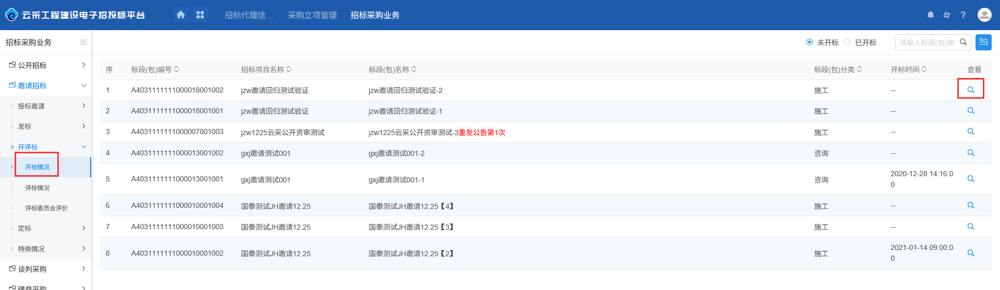 云采工程建设电子招投标平台
招标代理信... 采购立项管理 招标采购业务
?
招标采购业务
未开标 已开标 请输入标段(包)编
公开招标
邀请招标
投标邀请
发标
开评标
开标情况
评标情况
评标委员会评价
定标
特殊情况
谈判采购
磋商采购
序 标段(包)编号 招标项目名称 标段(包)名称 标段(包)分类 开标时间 查看
1 A4031111111000018001002 jzw邀请回归测试验证 jzw邀请回归测试验证-2 施工 --
2 A4031111111000018001001 jzw邀请回归测试验证 jzw邀请回归测试验证-1 施工 --
3 A4031111111000007001003 jzw1225云采公开资审测试 jzw1225云采公开资审测试-3重发公告第1次 施工 --
4 A4031111111000013001002 gxj邀请测试001 gxj邀请测试001-2 咨询 --
5 A4031111111000013001001 gxj邀请测试001 gxj邀请测试001-1 咨询 2020-12-28 14:16:0
0
6 A4031111111000010001004 国泰测试JH邀请12.25 国泰测试JH邀请12.25【4】 施工 --
7 A4031111111000010001003 国泰测试JH邀请12.25 国泰测试JH邀请12.25【3】 施工 --
8 A4031111111000010001002 国泰测试JH邀请12.25 国泰测试JH邀请12.25【2】 施工 2021-01-14 09:00:0
0